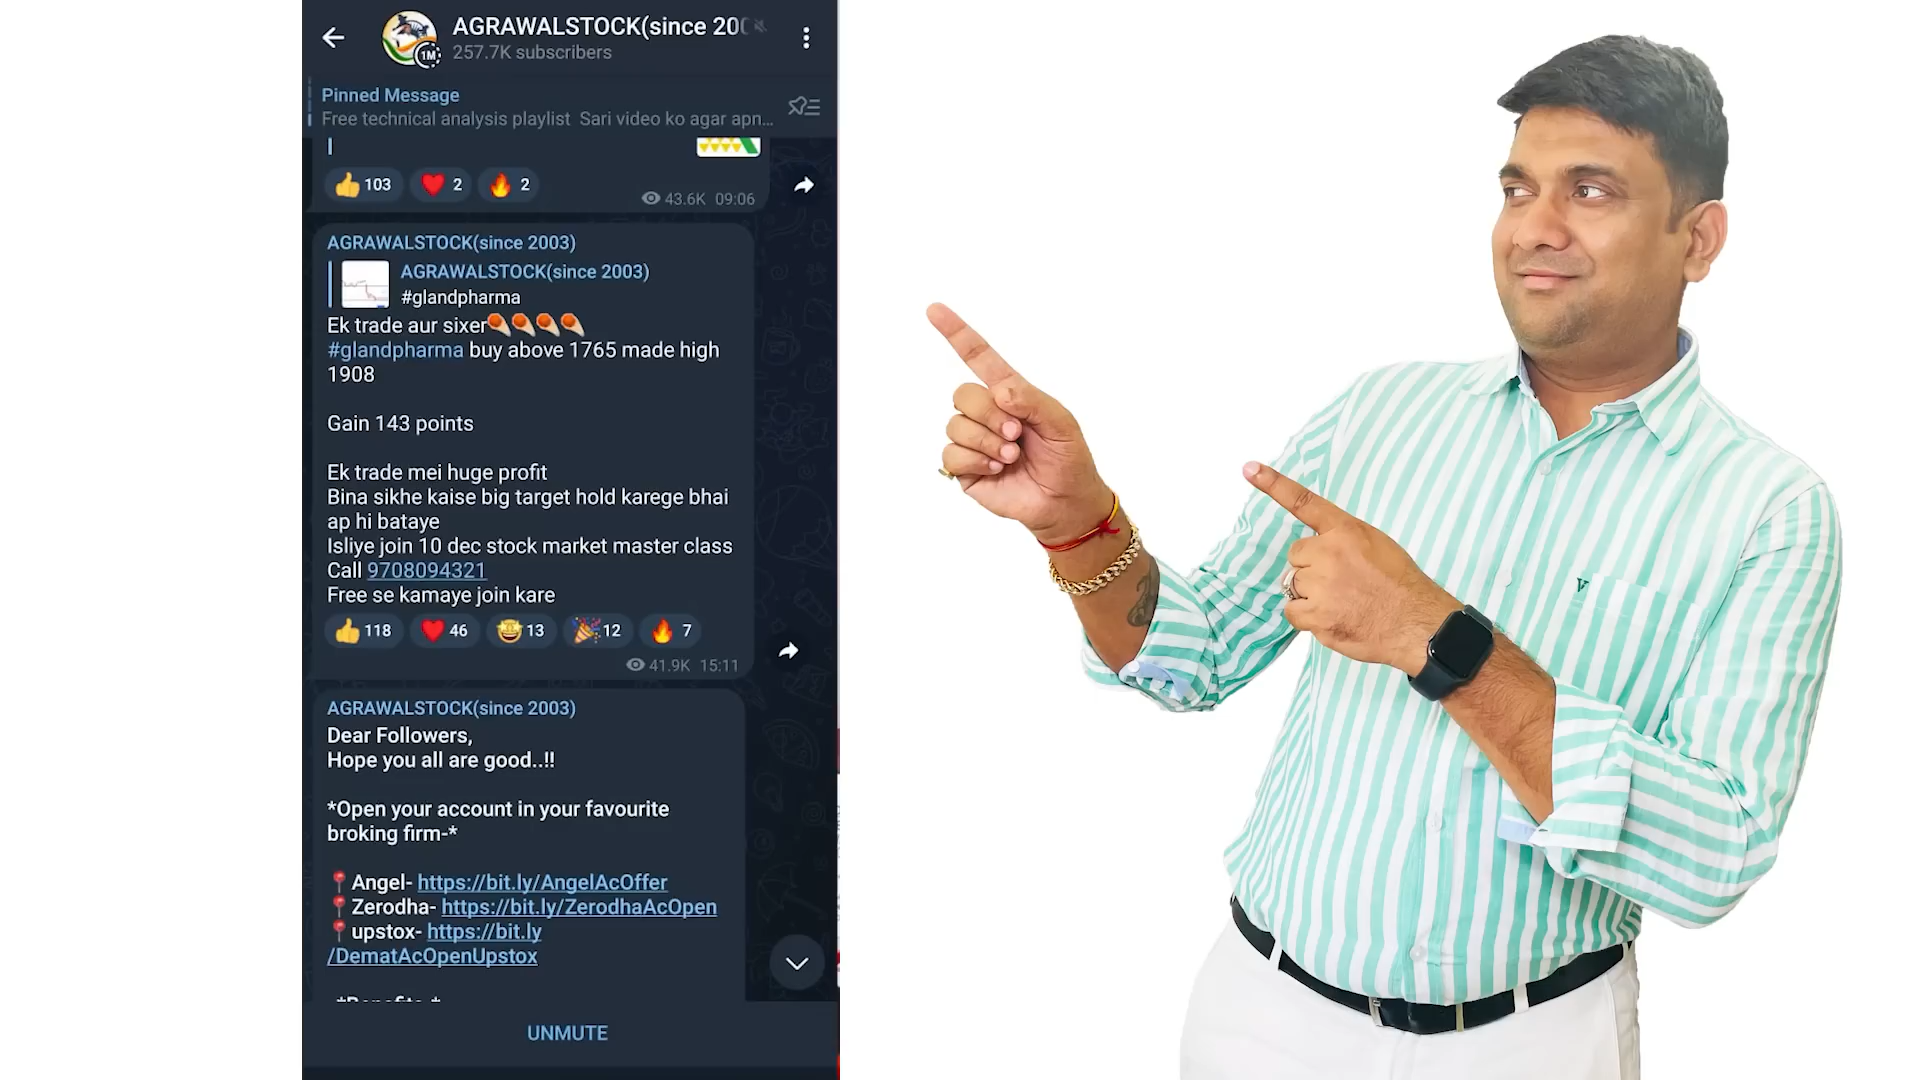 AGRAWALSTOCK(since 200
257.7K subscribers
1M
Pinned Message
Free technical analysis playlist Sari video ko agar apn...
👍 103 ❤️ 2 🔥 2
43.6K 09:06
AGRAWALSTOCK(since 2003)
AGRAWALSTOCK(since 2003)
#glandpharma
Ek trade aur sixer
#glandpharma buy above 1765 made high
1908
Gain 143 points
Ek trade mei huge profit
Bina sikhe kaise big target hold karege bhai
ap hi bataye
Isliye join 10 dec stock market master class
Call 9708094321
Free se kamaye join kare
👍 118 ❤️ 46 🤩 13 🎉 12 🔥 7
41.9K 15:11
AGRAWALSTOCK(since 2003)
Dear Followers,
Hope you all are good..!!
*Open your account in your favourite
broking firm-*
📍Angel- https://bit.ly/AngelAcOffer
📍Zerodha- https://bit.ly/ZerodhaAcOpen
📍upstox- https://bit.ly
/DematAcOpenUpstox
UNMUTE
V